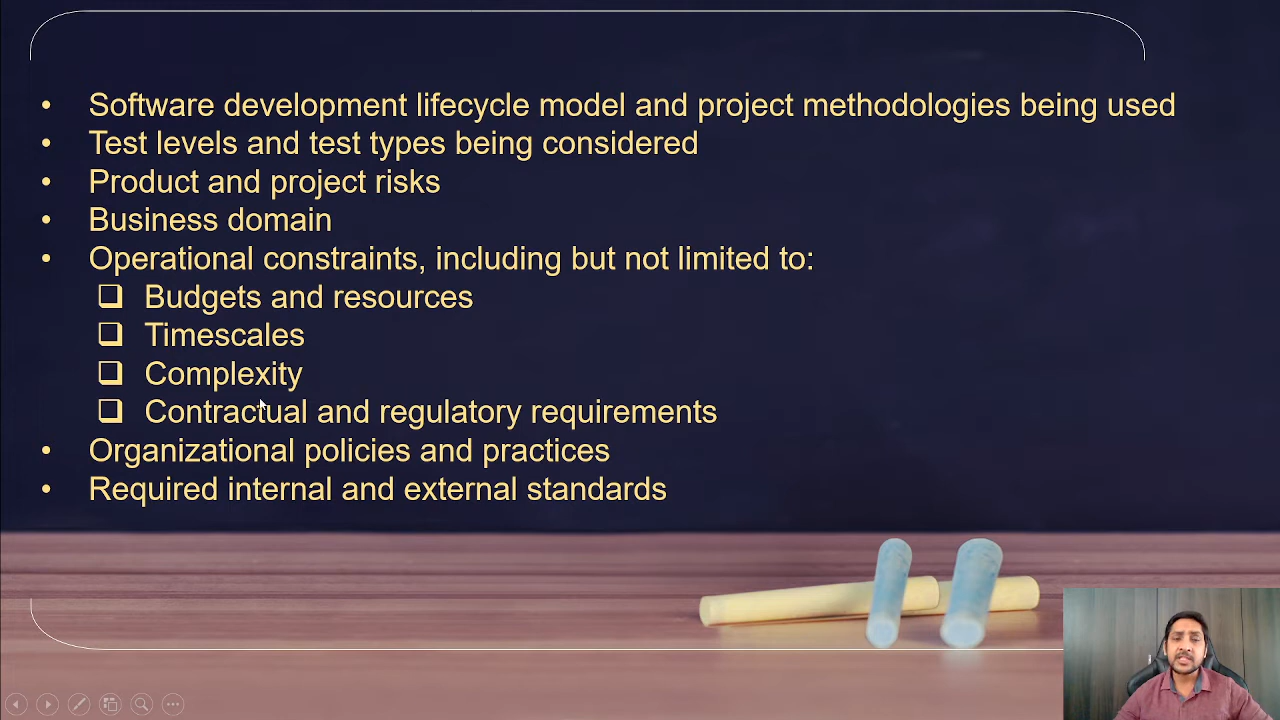 • Software development lifecycle model and project methodologies being used
• Test levels and test types being considered
• Product and project risks
• Business domain
• Operational constraints, including but not limited to:
❑ Budgets and resources
❑ Timescales
❑ Complexity
❑ Contractual and regulatory requirements
• Organizational policies and practices
• Required internal and external standards